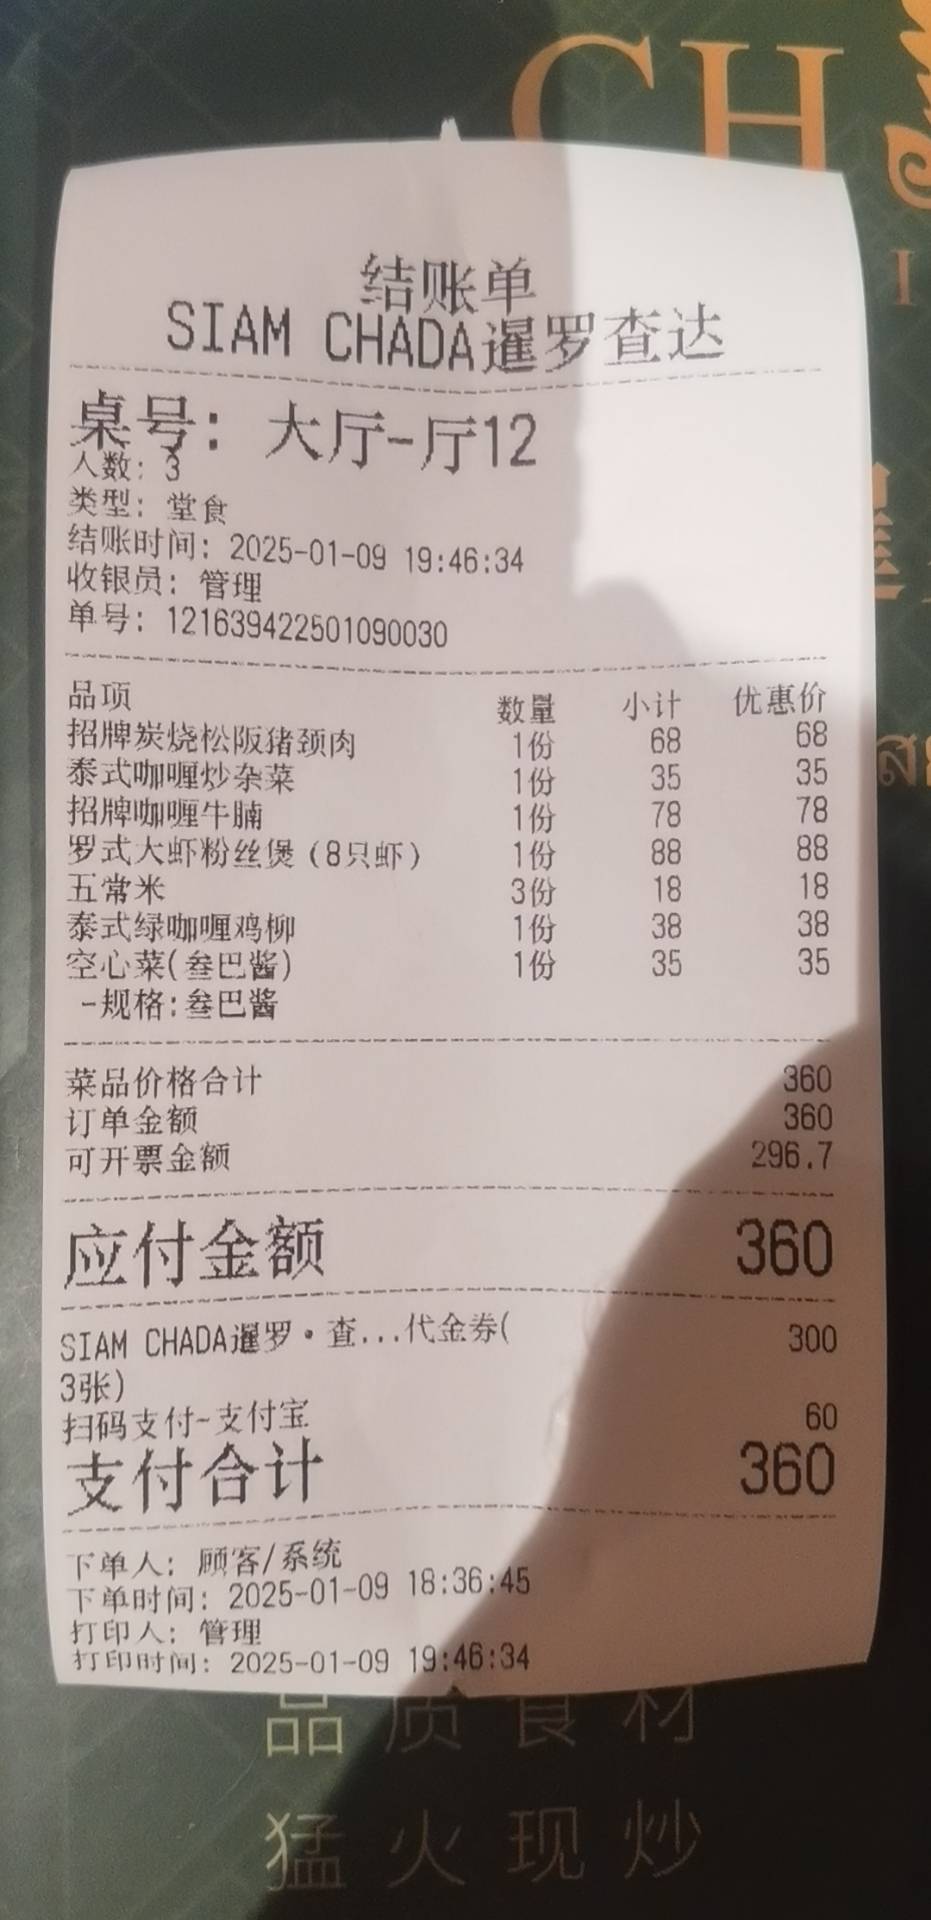 CH
I
结账单
SIAM CHADA暹罗查达
桌号: 大厅-厅12
人数: 3
类型: 堂食
结账时间: 2025-01-09 19:46:34
收银员: 管理
单号: 121639422501090030
品项 数量 小计 优惠价
招牌炭烧松阪猪颈肉 1份 68 68
泰式咖喱炒杂菜 1份 35 35
招牌咖喱牛腩 1份 78 78
罗式大虾粉丝煲(8只虾) 1份 88 88
五常米 3份 18 18
泰式绿咖喱鸡柳 1份 38 38
空心菜(叁巴酱) 1份 35 35
-规格:叁巴酱
菜品价格合计 360
订单金额 360
可开票金额 296.7
应付金额 360
SIAM CHADA暹罗·查...代金券( 300
3张)
扫码支付-支付宝 60
支付合计 360
下单人: 顾客/系统
下单时间: 2025-01-09 18:36:45
打印人: 管理
打印时间: 2025-01-09 19:46:34
品质食材
猛火现炒